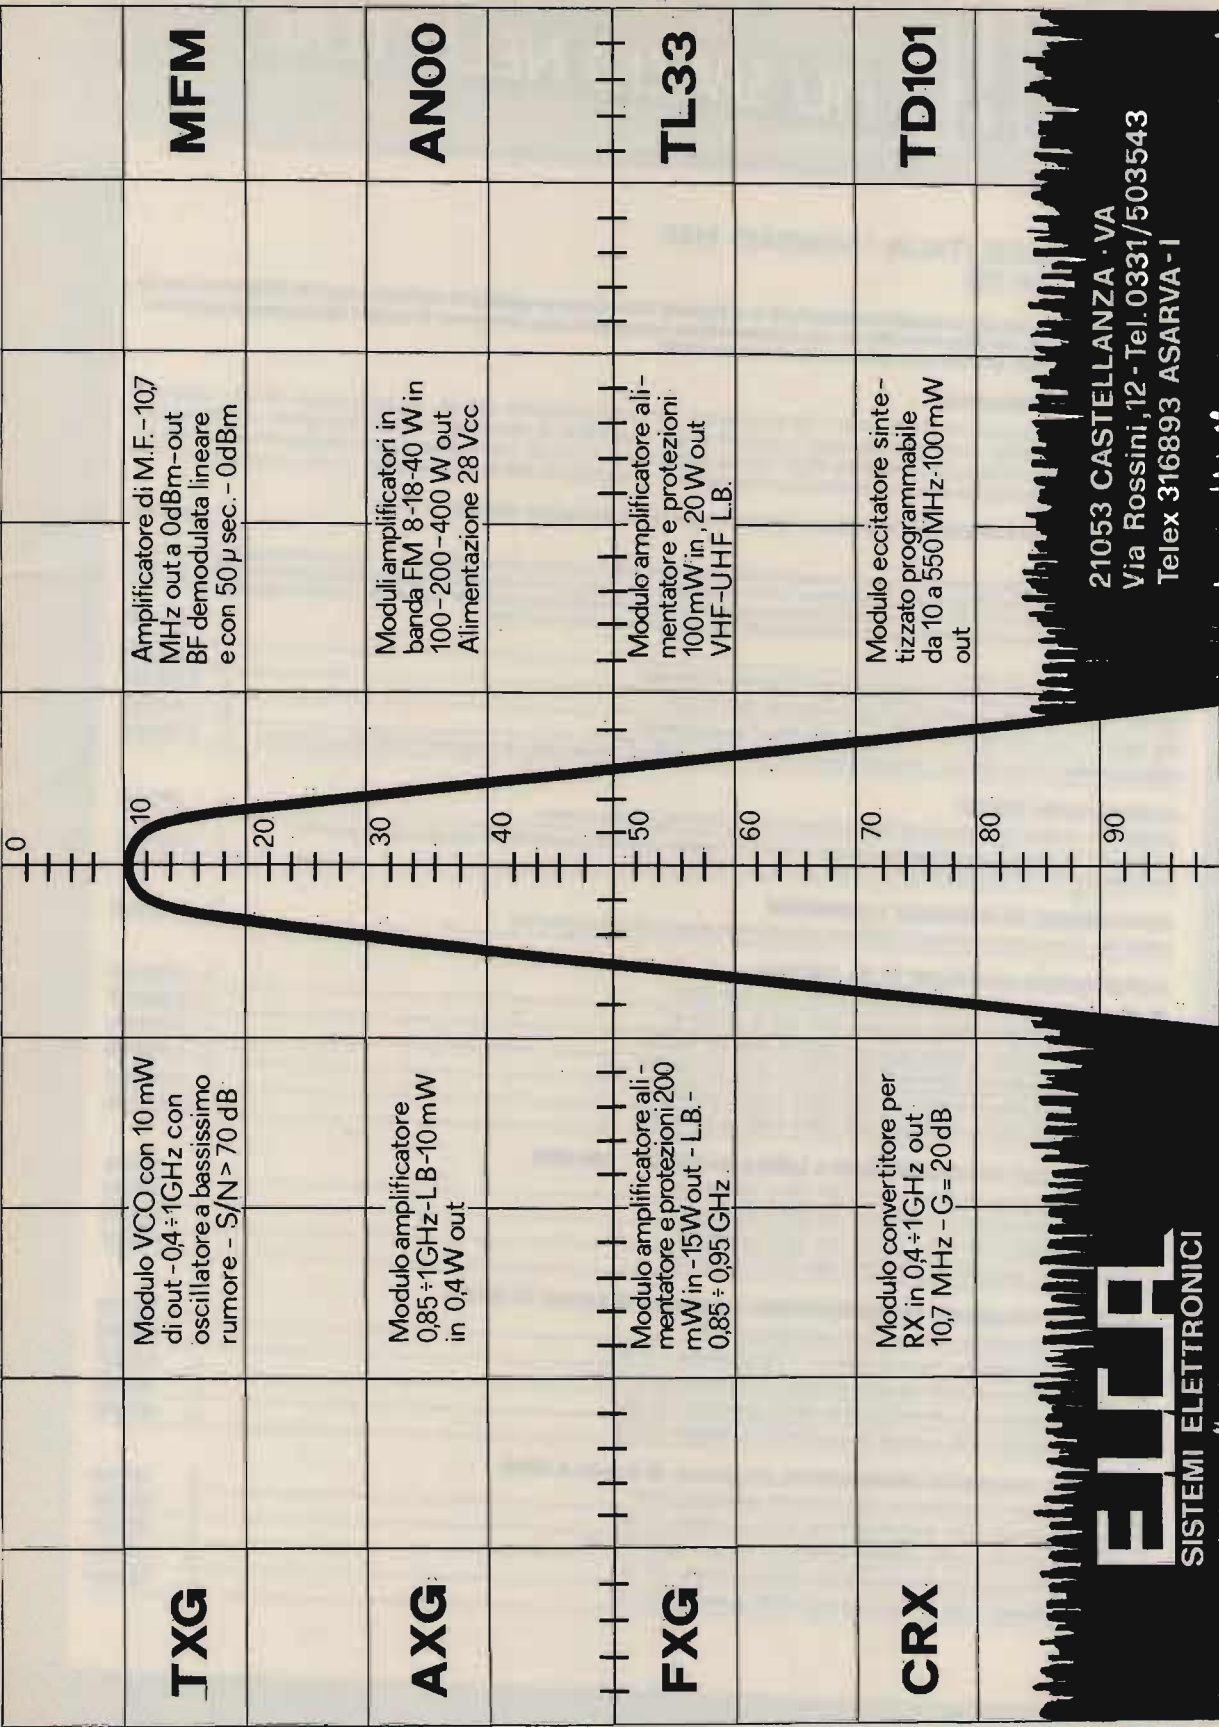 TXG
Modulo VCO con 10 mW
di out - 0,4 ÷ 1GHz con
oscillatore a bassissimo
rumore - S/N > 70 dB
AXG
Modulo amplificatore
0,85 ÷ 1GHz-LB-10 mW
in 0,4 W out
FXG
Modulo amplificatore ali-
mentatore e protezioni 200
mW in - 15 W out - L.B. -
0,85 ÷ 0,95 GHz
CRX
Modulo convertitore per
RX in 0,4 ÷ 1GHz out
10,7 MHz - G = 20 dB
0
10
20
30
40
50
60
70
80
90
MFM
Amplificatore di M.F. - 10,7
MHz out a 0dBm-out
BF demodulata lineare
e con 50 µ sec. - 0dBm
AN00
Moduli amplificatori in
banda FM 8-18-40 W in
100-200-400 W out
Alimentazione 28 Vcc
TL33
Modulo amplificatore ali-
mentatore e protezioni
100mW in, 20 W out
VHF-UHF L.B.
TD101
Modulo eccitatore sinte-
tizzato programmabile
da 10 a 550 MHz-100 mW
out
SISTEMI ELETTRONICI
21053 CASTELLANZA · VA
Via Rossini, 12 - Tel. 0331/503543
Telex 316893 ASARVA - I